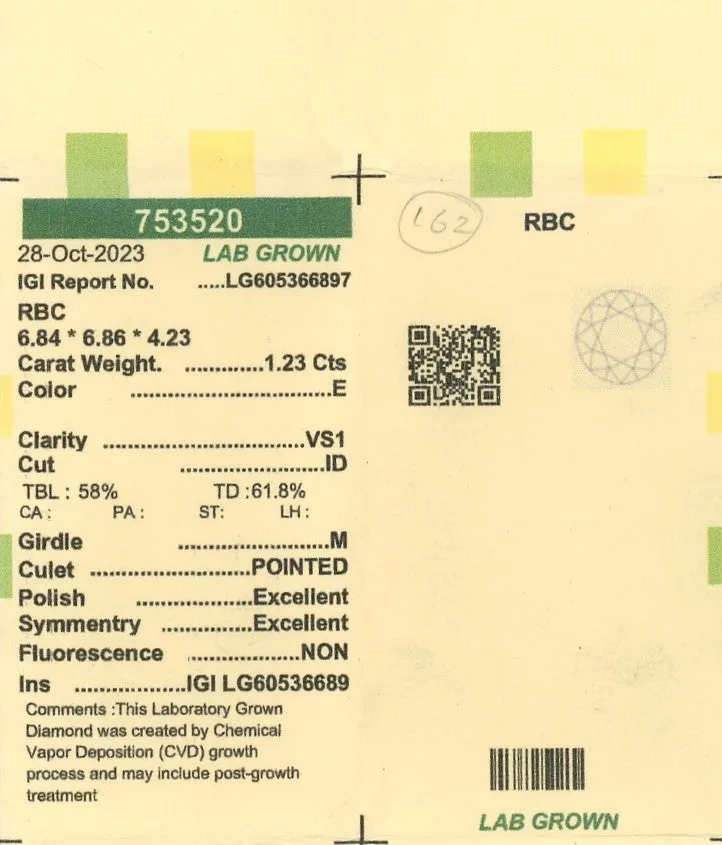 753520
28-Oct-2023 LAB GROWN
IGI Report No. .....LG605366897
RBC
6.84 * 6.86 * 4.23
Carat Weight. .............1.23 Cts
Color .................................E
Clarity .................................VS1
Cut ........................ID
TBL : 58% TD :61.8%
CA : PA : ST: LH :
Girdle .........................M
Culet ..........................POINTED
Polish ...................Excellent
Symmentry ...............Excellent
Fluorescence ..................NON
Ins ..................IGI LG60536689
Comments :This Laboratory Grown
Diamond was created by Chemical
Vapor Deposition (CVD) growth
process and may include post-growth
treatment
162
RBC
LAB GROWN